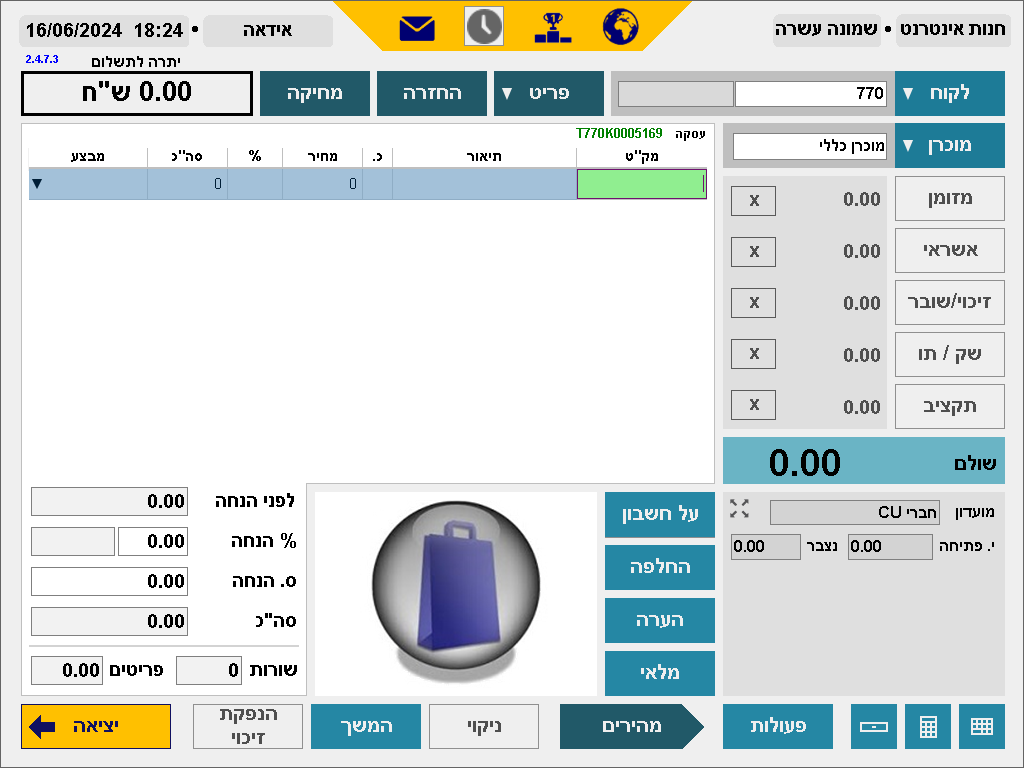 חנות אינטרנט • שמונה עשרה
אידאה • 18:24 16/06/2024
2.4.7.3
יתרה לתשלום
0.00 ש"ח
לקוח
770
פריט
החזרה
מחיקה
מוכרן
מוכרן כללי
עסקה T770K0005169
מק"ט תיאור כ. מחיר % סה"כ מבצע
0 0
מזומן 0.00 X
אשראי 0.00 X
זיכוי/שובר 0.00 X
שק / תו 0.00 X
תקציב 0.00 X
שולם 0.00
מועדון חברי CU
י. פתיחה 0.00 נצבר 0.00
על חשבון
החלפה
הערה
מלאי
לפני הנחה 0.00
% הנחה 0.00
ס. הנחה 0.00
סה"כ 0.00
שורות 0 פריטים 0.00
פעולות
מהירים
ניקוי
המשך
הנפקת
זיכוי
יציאה